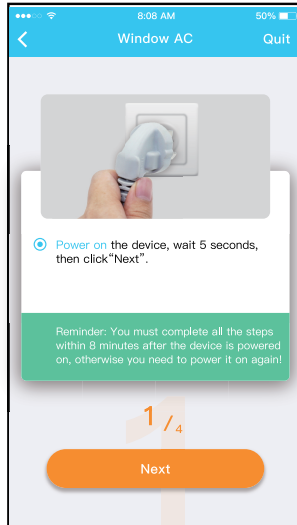 8:08 AM
50%
Window AC
Quit
Power on the device, wait 5 seconds,
then click“Next”.
Reminder: You must complete all the steps
within 8 minutes after the device is powered
on, otherwise you need to power it on again!
1/4
Next